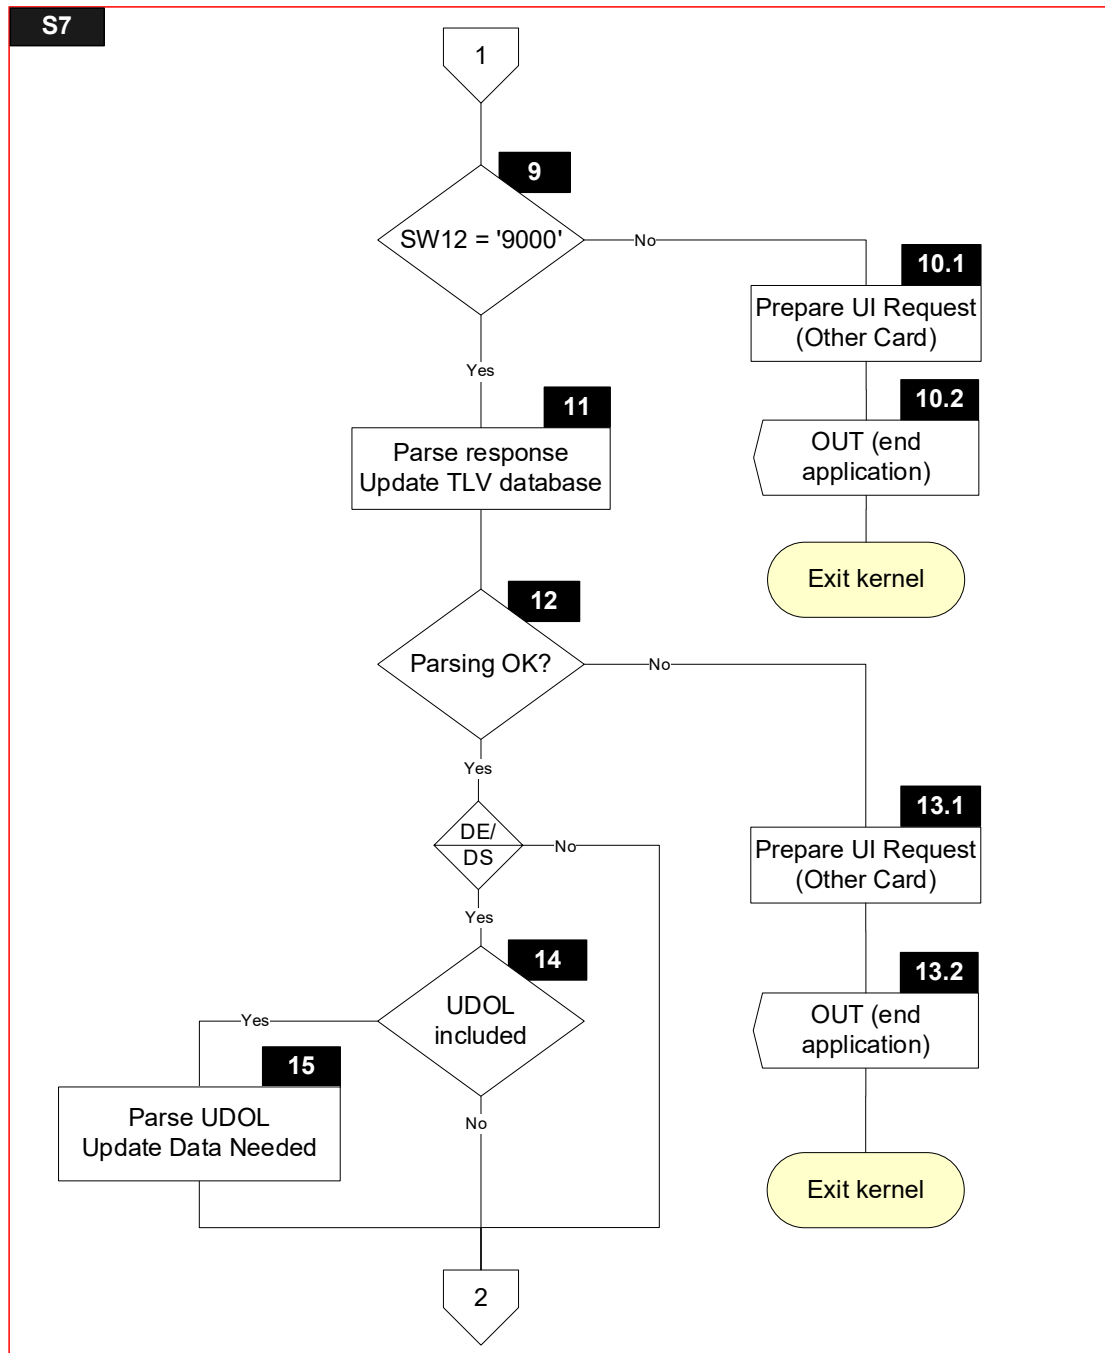 S7
1
9
SW12 = '9000'
No
10.1
Prepare UI Request
(Other Card)
10.2
OUT (end
application)
Exit kernel
Yes
11
Parse response
Update TLV database
12
Parsing OK?
No
13.1
Prepare UI Request
(Other Card)
13.2
OUT (end
application)
Exit kernel
Yes
DE/
DS
No
Yes
14
UDOL
included
Yes
15
Parse UDOL
Update Data Needed
No
2